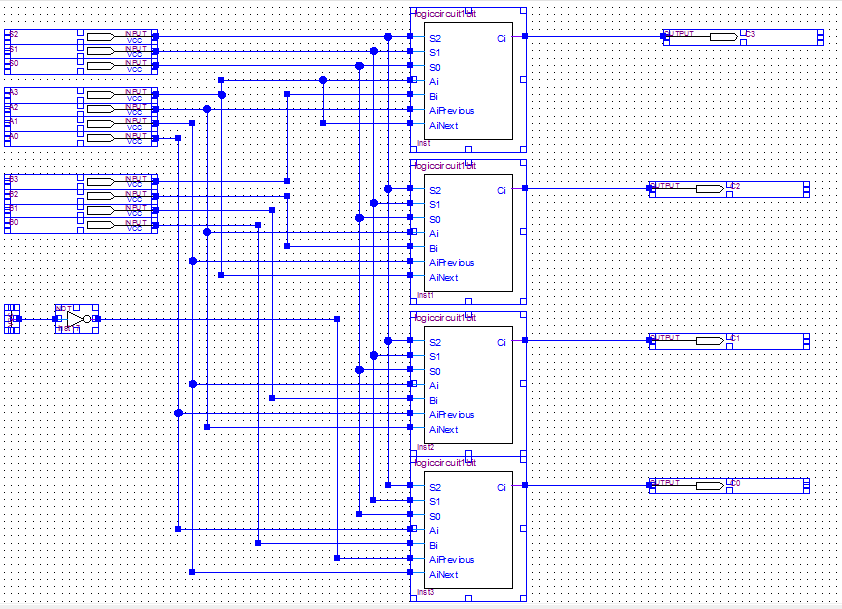 logiccircuit1bit
S2 INPUT VCC
S1 INPUT VCC
S0 INPUT VCC
A3 INPUT VCC
A2 INPUT VCC
A1 INPUT VCC
A0 INPUT VCC
B3 INPUT VCC
B2 INPUT VCC
B1 INPUT VCC
B0 INPUT VCC
S2 Ci
S1
S0
Ai
Bi
AiPrevious
AiNext
inst
OUTPUT C3
logiccircuit1bit
S2 Ci
S1
S0
Ai
Bi
AiPrevious
AiNext
inst1
OUTPUT C2
NOT
logiccircuit1bit
S2 Ci
S1
S0
Ai
Bi
AiPrevious
AiNext
inst2
OUTPUT C1
logiccircuit1bit
S2 Ci
S1
S0
Ai
Bi
AiPrevious
AiNext
inst3
OUTPUT C0